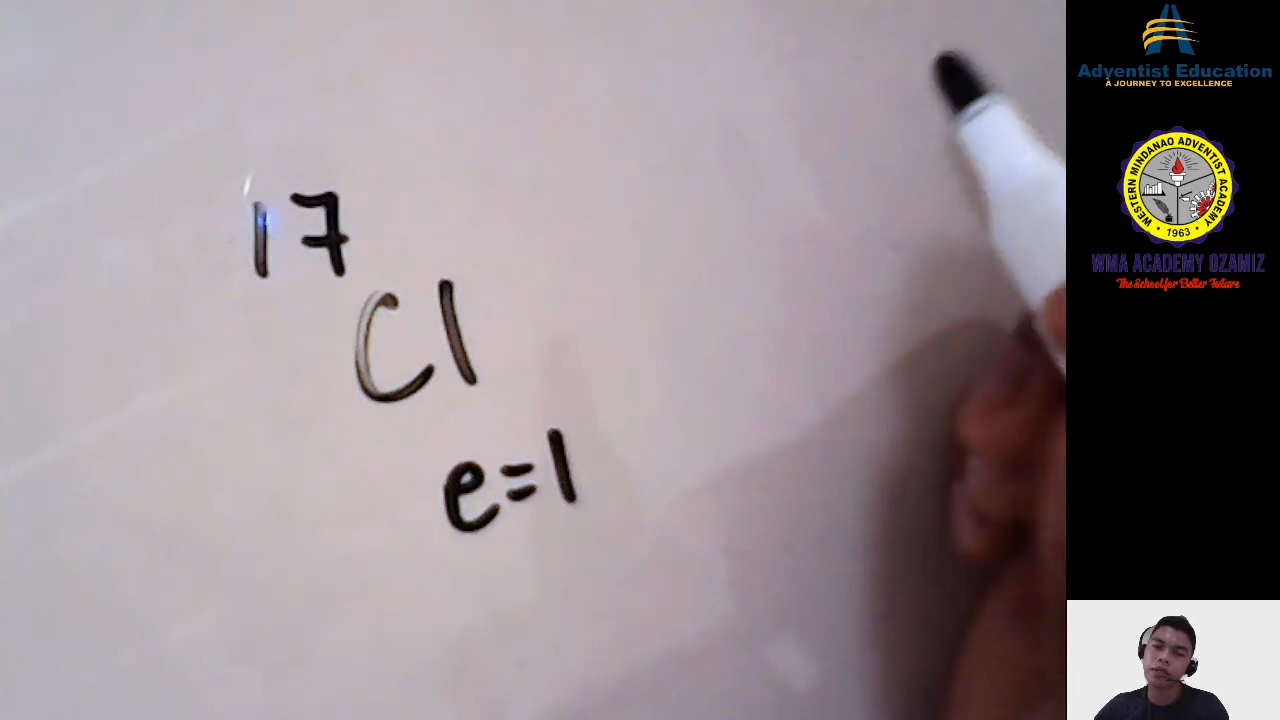 17
Cl
e=1
Adventist Education
A JOURNEY TO EXCELLENCE
WESTERN MINDANAO ADVENTIST ACADEMY
1963
WMA ACADEMY OZAMIZ
The School for Better Future